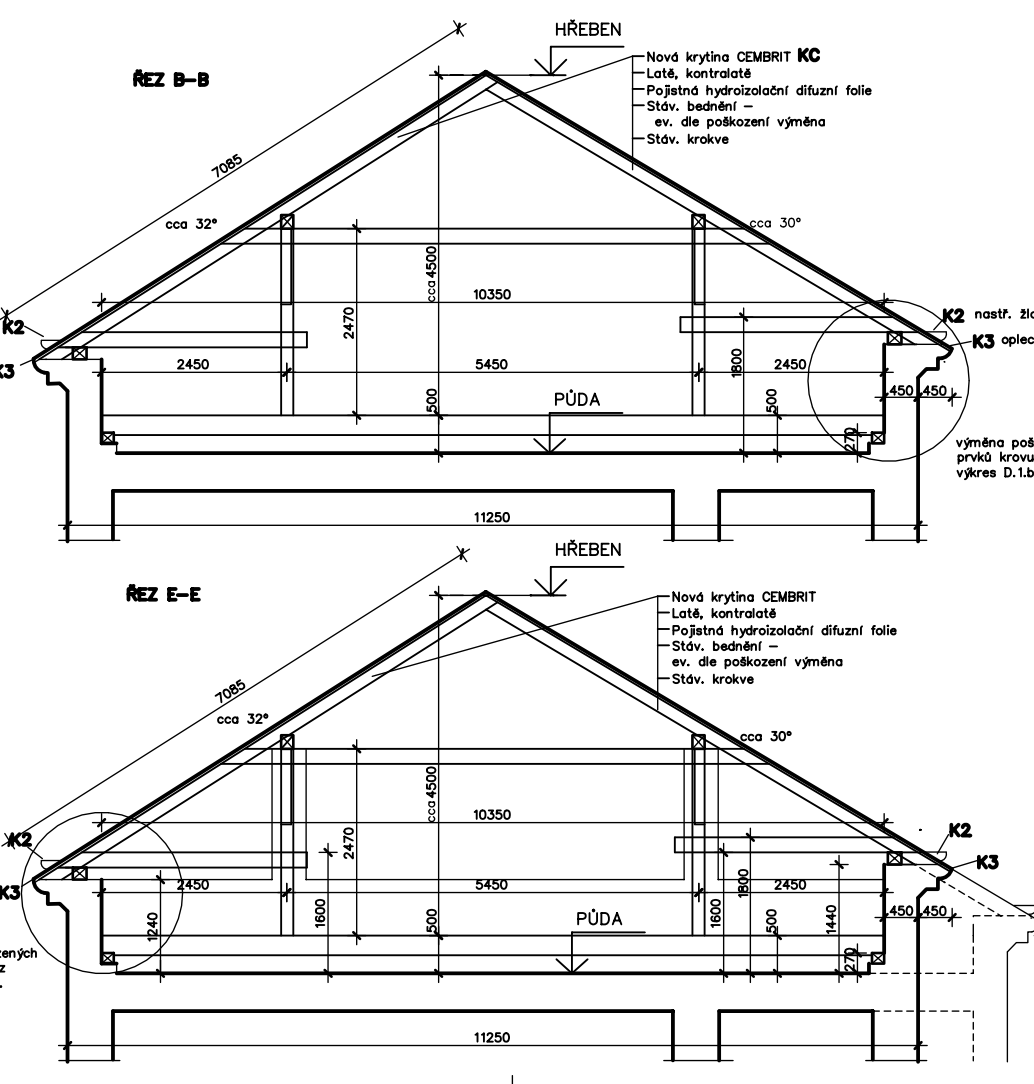 HŘEBEN
ŘEZ B-B
Nová krytina CEMBRIT KC
Latě, kontralatě
Pojistná hydroizolační difuzní folie
Stáv. bednění -
ev. dle poškození výměna
Stáv. krokve
7085
cca 32°
cca 30°
cca 4500
10350
2470
K2
K2 nastř.
K3
K3
2450
5450
1800
2450
450
450
500
PŮDA
500
270
výměna
prvků krovu
výkres D.1.b
11250
HŘEBEN
ŘEZ E-E
Nová krytina CEMBRIT
Latě, kontralatě
Pojistná hydroizolační difuzní folie
Stáv. bednění -
ev. dle poškození výměna
Stáv. krokve
7085
cca 32°
cca 30°
cca 4500
10350
2470
K2
K2
K3
K3
2450
5450
1800
2450
1240
1600
500
PŮDA
1600
500
1440
450
450
270
11250